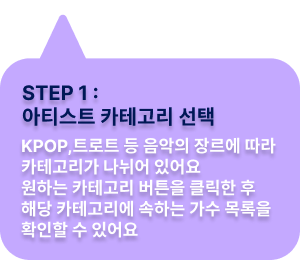 STEP 1 :
아티스트 카테고리 선택
KPOP,트로트 등 음악의 장르에 따라
카테고리가 나뉘어 있어요
원하는 카테고리 버튼을 클릭한 후
해당 카테고리에 속하는 가수 목록을
확인할 수 있어요